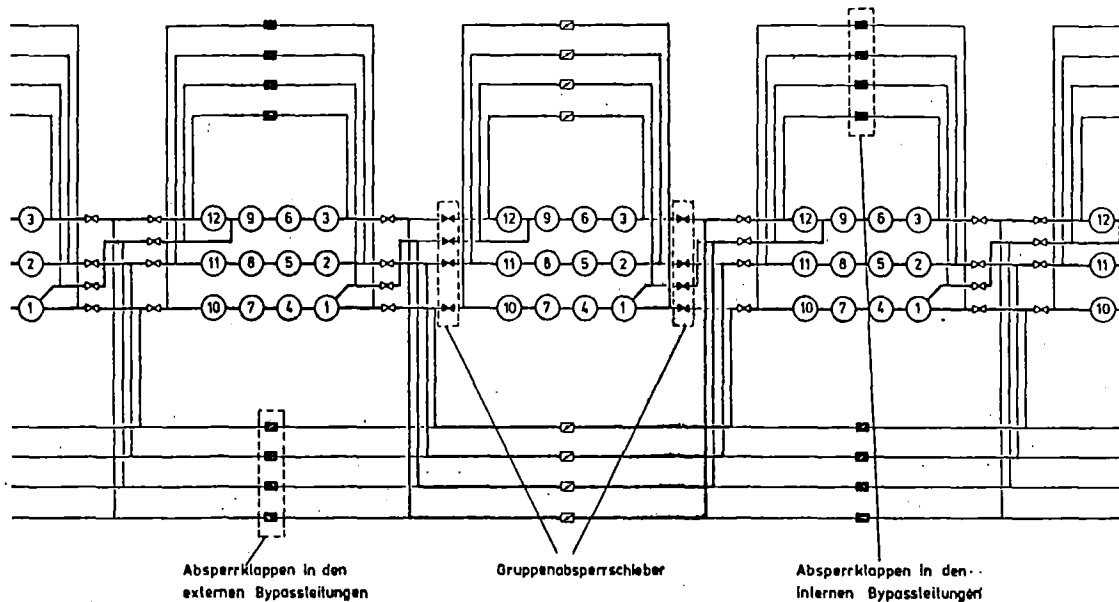 3 12 9 6 3 12 9 6 3 12 9 6 3 12
2 11 8 5 2 11 8 5 2 11 8 5 2 11
1 10 7 4 1 10 7 4 1 10 7 4 1 10
Absperrklappen in den
externen Bypassleitungen
Gruppenabsperrschieber
Absperrklappen in den
internen Bypassleitungen